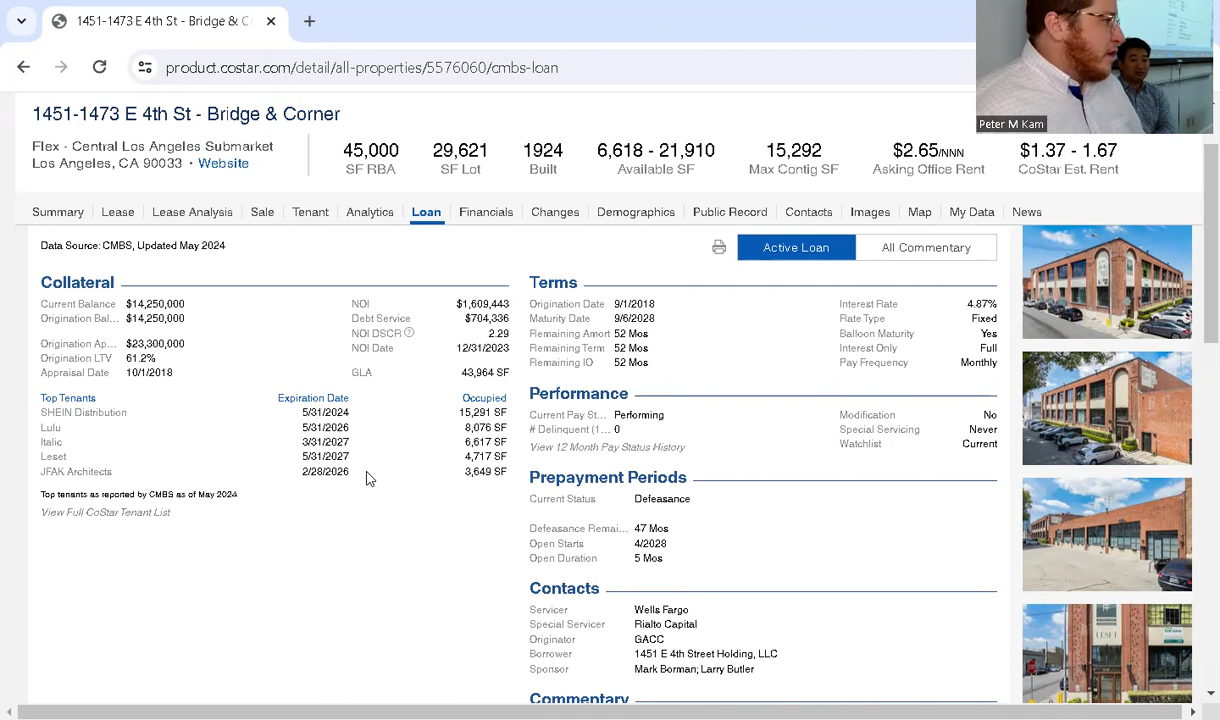 1451-1473 E 4th St - Bridge & C
product.costar.com/detail/all-properties/5576060/cmbs-loan
Peter M Kam
1451-1473 E 4th St - Bridge & Corner
Flex - Central Los Angeles Submarket
Los Angeles, CA 90033 · Website
45,000 29,621 1924 6,618 - 21,910 15,292 $2.65/NNN $1.37 - 1.67
SF RBA SF Lot Built Available SF Max Contig SF Asking Office Rent CoStar Est. Rent
Summary Lease Lease Analysis Sale Tenant Analytics Loan Financials Changes Demographics Public Record Contacts Images Map My Data News
Data Source: CMBS, Updated May 2024
Active Loan All Commentary
Collateral
Current Balance $14,250,000 NOI $1,609,443
Origination Bal... $14,250,000 Debt Service $704,336
NOI DSCR ? 2.29
Origination Ap... $23,300,000 NOI Date 12/31/2023
Origination LTV 61.2%
Appraisal Date 10/1/2018 GLA 43,964 SF
Top Tenants Expiration Date Occupied
SHEIN Distribution 5/31/2024 15,291 SF
Lulu 5/31/2026 8,076 SF
Italic 3/31/2027 6,617 SF
Leset 5/31/2027 4,717 SF
JFAK Architects 2/28/2026 3,649 SF
Top tenants as reported by CMBS as of May 2024
View Full CoStar Tenant List
Terms
Origination Date 9/1/2018 Interest Rate 4.87%
Maturity Date 9/6/2028 Rate Type Fixed
Remaining Amort 52 Mos Balloon Maturity Yes
Remaining Term 52 Mos Interest Only Full
Remaining IO 52 Mos Pay Frequency Monthly
Performance
Current Pay St... Performing Modification No
# Delinquent (1... 0 Special Servicing Never
View 12 Month Pay Status History Watchlist Current
Prepayment Periods
Current Status Defeasance
Defeasance Remai... 47 Mos
Open Starts 4/2028
Open Duration 5 Mos
Contacts
Servicer Wells Fargo
Special Servicer Rialto Capital
Originator GACC
Borrower 1451 E 4th Street Holding, LLC
Sponsor Mark Borman; Larry Butler
Commentary
LESET